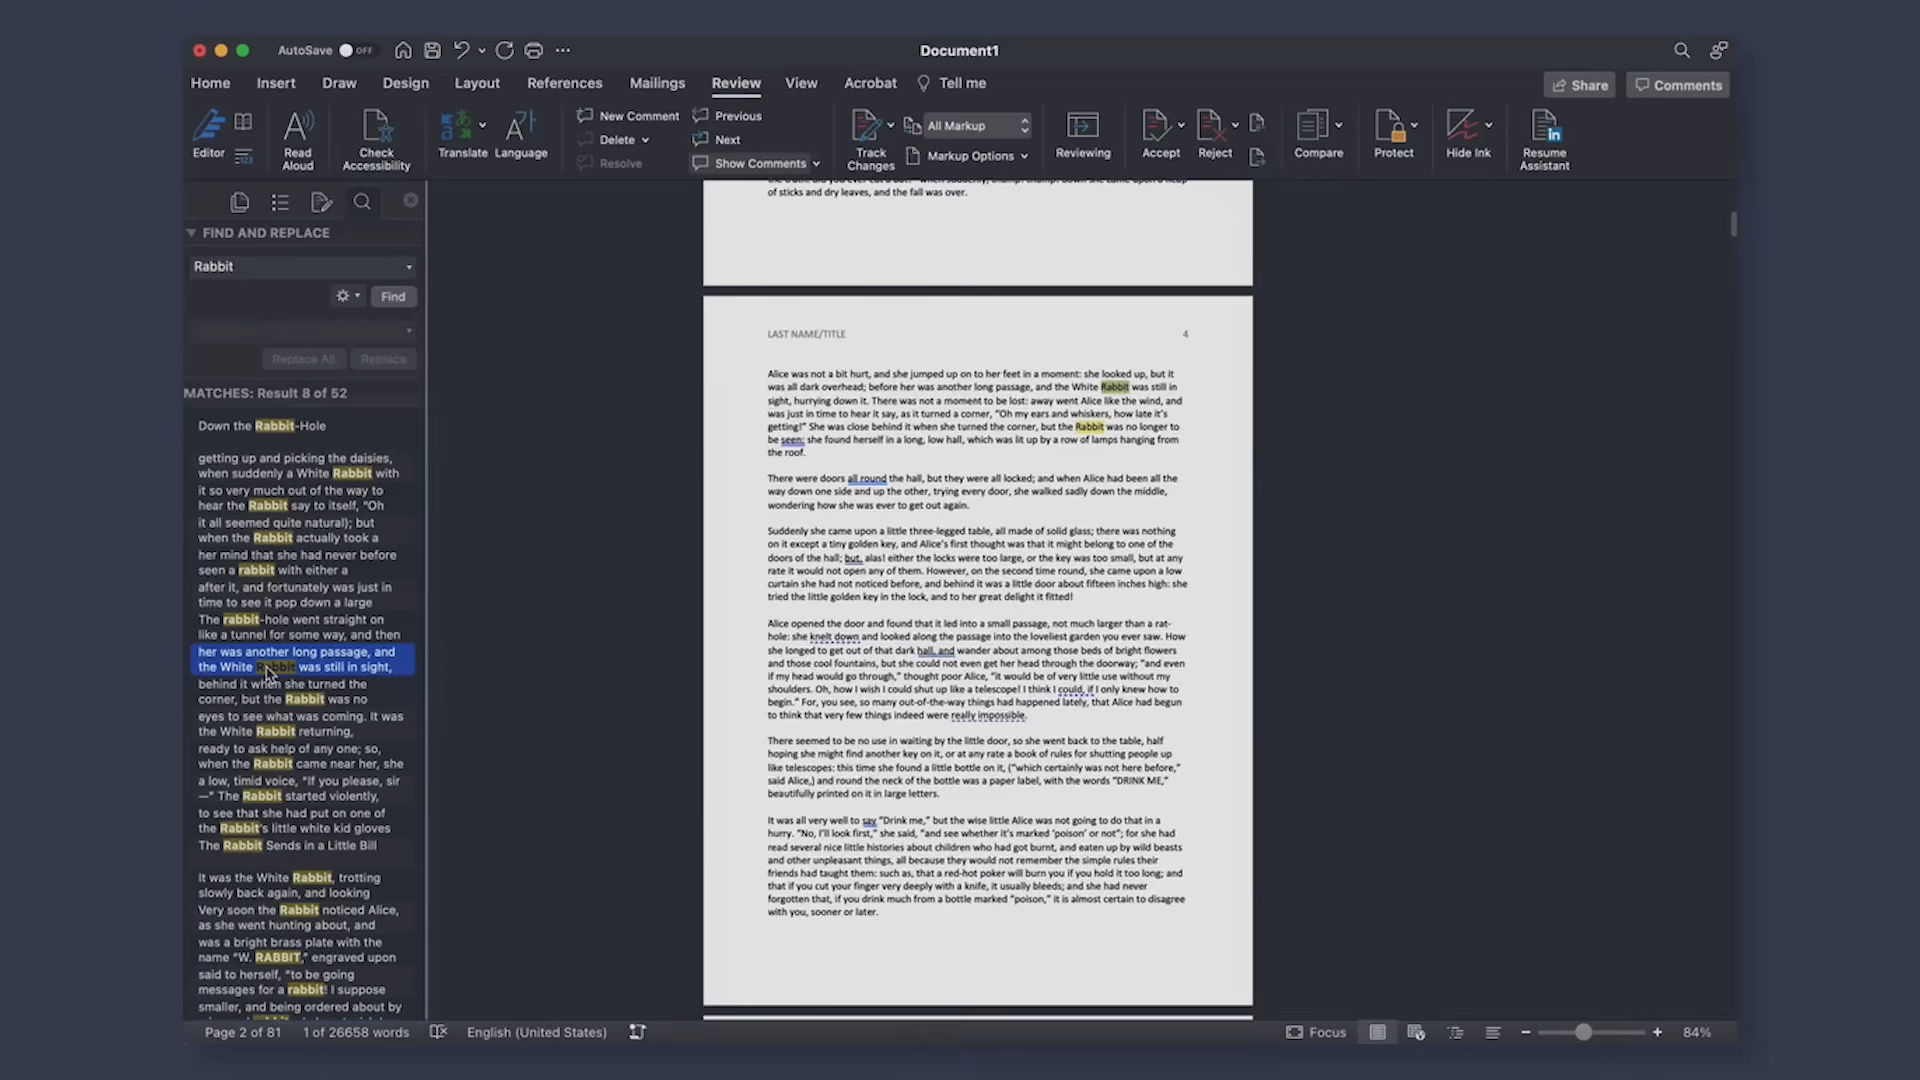 AutoSave OFF
Document1
Home Insert Draw Design Layout References Mailings Review View Acrobat Tell me
Share Comments
Editor
Read Aloud
Check Accessibility
Translate
Language
New Comment
Delete
Resolve
Previous
Next
Show Comments
Track Changes
All Markup
Markup Options
Reviewing
Accept
Reject
Compare
Protect
Hide Ink
Resume Assistant
FIND AND REPLACE
Rabbit
Find
Replace All Replace
MATCHES: Result 8 of 52
Down the Rabbit-Hole
getting up and picking the daisies,
when suddenly a White Rabbit with
it so very much out of the way to
hear the Rabbit say to itself, “Oh
it all seemed quite natural); but
when the Rabbit actually took a
her mind that she had never before
seen a rabbit with either a
after it, and fortunately was just in
time to see it pop down a large
The rabbit-hole went straight on
like a tunnel for some way, and then
her was another long passage, and
the White Rabbit was still in sight,
behind it when she turned the
corner, but the Rabbit was no
eyes to see what was coming. It was
the White Rabbit returning,
ready to ask help of any one; so,
when the Rabbit came near her, she
a low, timid voice, “If you please, sir
—” The Rabbit started violently,
to see that she had put on one of
the Rabbit’s little white kid gloves
The Rabbit Sends in a Little Bill
It was the White Rabbit, trotting
slowly back again, and looking
Very soon the Rabbit noticed Alice,
as she went hunting about, and
was a bright brass plate with the
name “W. RABBIT,” engraved upon
said to herself, “to be going
messages for a rabbit! I suppose
smaller, and being ordered about by
of sticks and dry leaves, and the fall was over.
LAST NAME/TITLE 4
Alice was not a bit hurt, and she jumped up on to her feet in a moment: she looked up, but it
was all dark overhead; before her was another long passage, and the White Rabbit was still in
sight, hurrying down it. There was not a moment to be lost: away went Alice like the wind, and
was just in time to hear it say, as it turned a corner, “Oh my ears and whiskers, how late it’s
getting!” She was close behind it when she turned the corner, but the Rabbit was no longer to
be seen: she found herself in a long, low hall, which was lit up by a row of lamps hanging from
the roof.
There were doors all round the hall, but they were all locked; and when Alice had been all the
way down one side and up the other, trying every door, she walked sadly down the middle,
wondering how she was ever to get out again.
Suddenly she came upon a little three-legged table, all made of solid glass; there was nothing
on it except a tiny golden key, and Alice’s first thought was that it might belong to one of the
doors of the hall; but, alas! either the locks were too large, or the key was too small, but at any
rate it would not open any of them. However, on the second time round, she came upon a low
curtain she had not noticed before, and behind it was a little door about fifteen inches high: she
tried the little golden key in the lock, and to her great delight it fitted!
Alice opened the door and found that it led into a small passage, not much larger than a rat-
hole: she knelt down and looked along the passage into the loveliest garden you ever saw. How
she longed to get out of that dark hall, and wander about among those beds of bright flowers
and those cool fountains, but she could not even get her head through the doorway; “and even
if my head would go through,” thought poor Alice, “it would be of very little use without my
shoulders. Oh, how I wish I could shut up like a telescope! I think I could, if I only knew how to
begin.” For, you see, so many out-of-the-way things had happened lately, that Alice had begun
to think that very few things indeed were really impossible.
There seemed to be no use in waiting by the little door, so she went back to the table, half
hoping she might find another key on it, or at any rate a book of rules for shutting people up
like telescopes: this time she found a little bottle on it, (“which certainly was not here before,”
said Alice,) and round the neck of the bottle was a paper label, with the words “DRINK ME,”
beautifully printed on it in large letters.
It was all very well to say “Drink me,” but the wise little Alice was not going to do that in a
hurry. “No, I’ll look first,” she said, “and see whether it’s marked ‘poison’ or not”; for she had
read several nice little histories about children who had got burnt, and eaten up by wild beasts
and other unpleasant things, all because they would not remember the simple rules their
friends had taught them: such as, that a red-hot poker will burn you if you hold it too long; and
that if you cut your finger very deeply with a knife, it usually bleeds; and she had never
forgotten that, if you drink much from a bottle marked “poison,” it is almost certain to disagree
with you, sooner or later.
Page 2 of 81 1 of 26658 words English (United States) Focus 84%